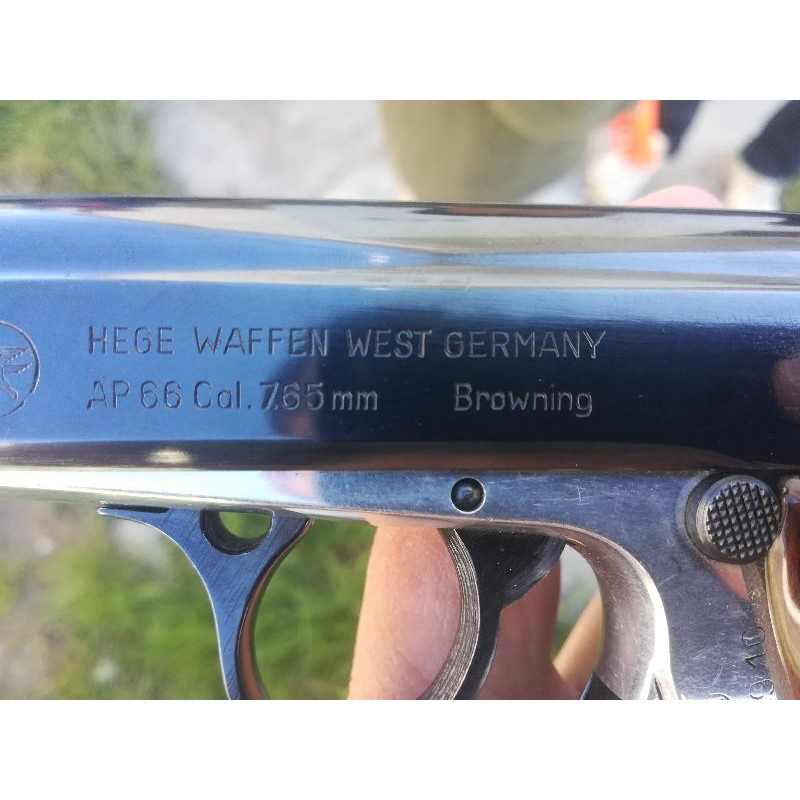 HEGE WAFFEN WEST GERMANY
AP 66 Cal. 7.65 mm Browning